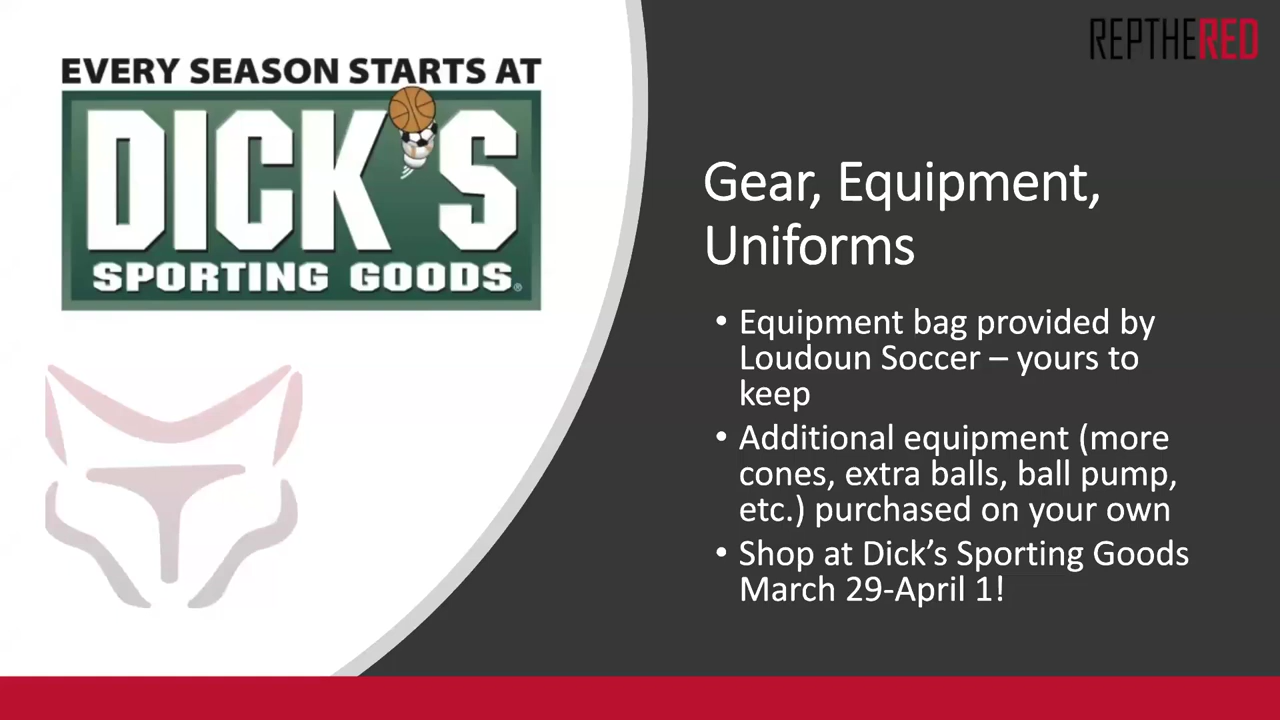 REPTHERED
EVERY SEASON STARTS AT
DICK'S
SPORTING GOODS®
Gear, Equipment,
Uniforms
• Equipment bag provided by
Loudoun Soccer – yours to
keep
• Additional equipment (more
cones, extra balls, ball pump,
etc.) purchased on your own
• Shop at Dick’s Sporting Goods
March 29-April 1!